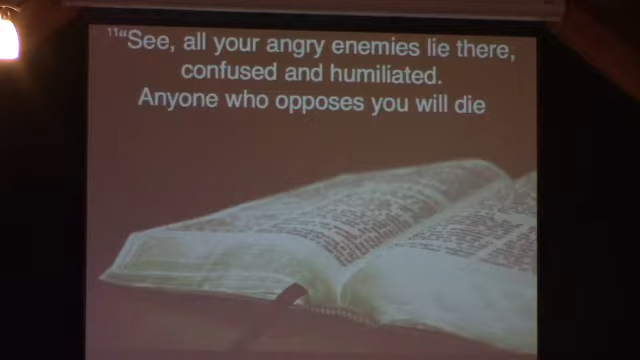 11“See, all your angry enemies lie there,
confused and humiliated.
Anyone who opposes you will die